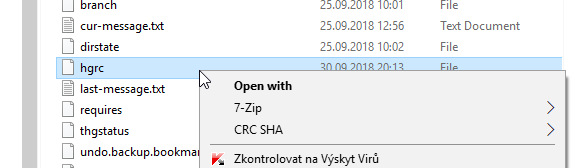 branch 25.09.2018 10:01 File
cur-message.txt 25.09.2018 12:56 Text Document
dirstate 25.09.2018 10:02 File
hgrc 30.09.2018 20:13 File
last-message.txt
Open with
requires
7-Zip
thgstatus
CRC SHA
undo.backup.bookmar
Zkontrolovat na Výskyt Virů